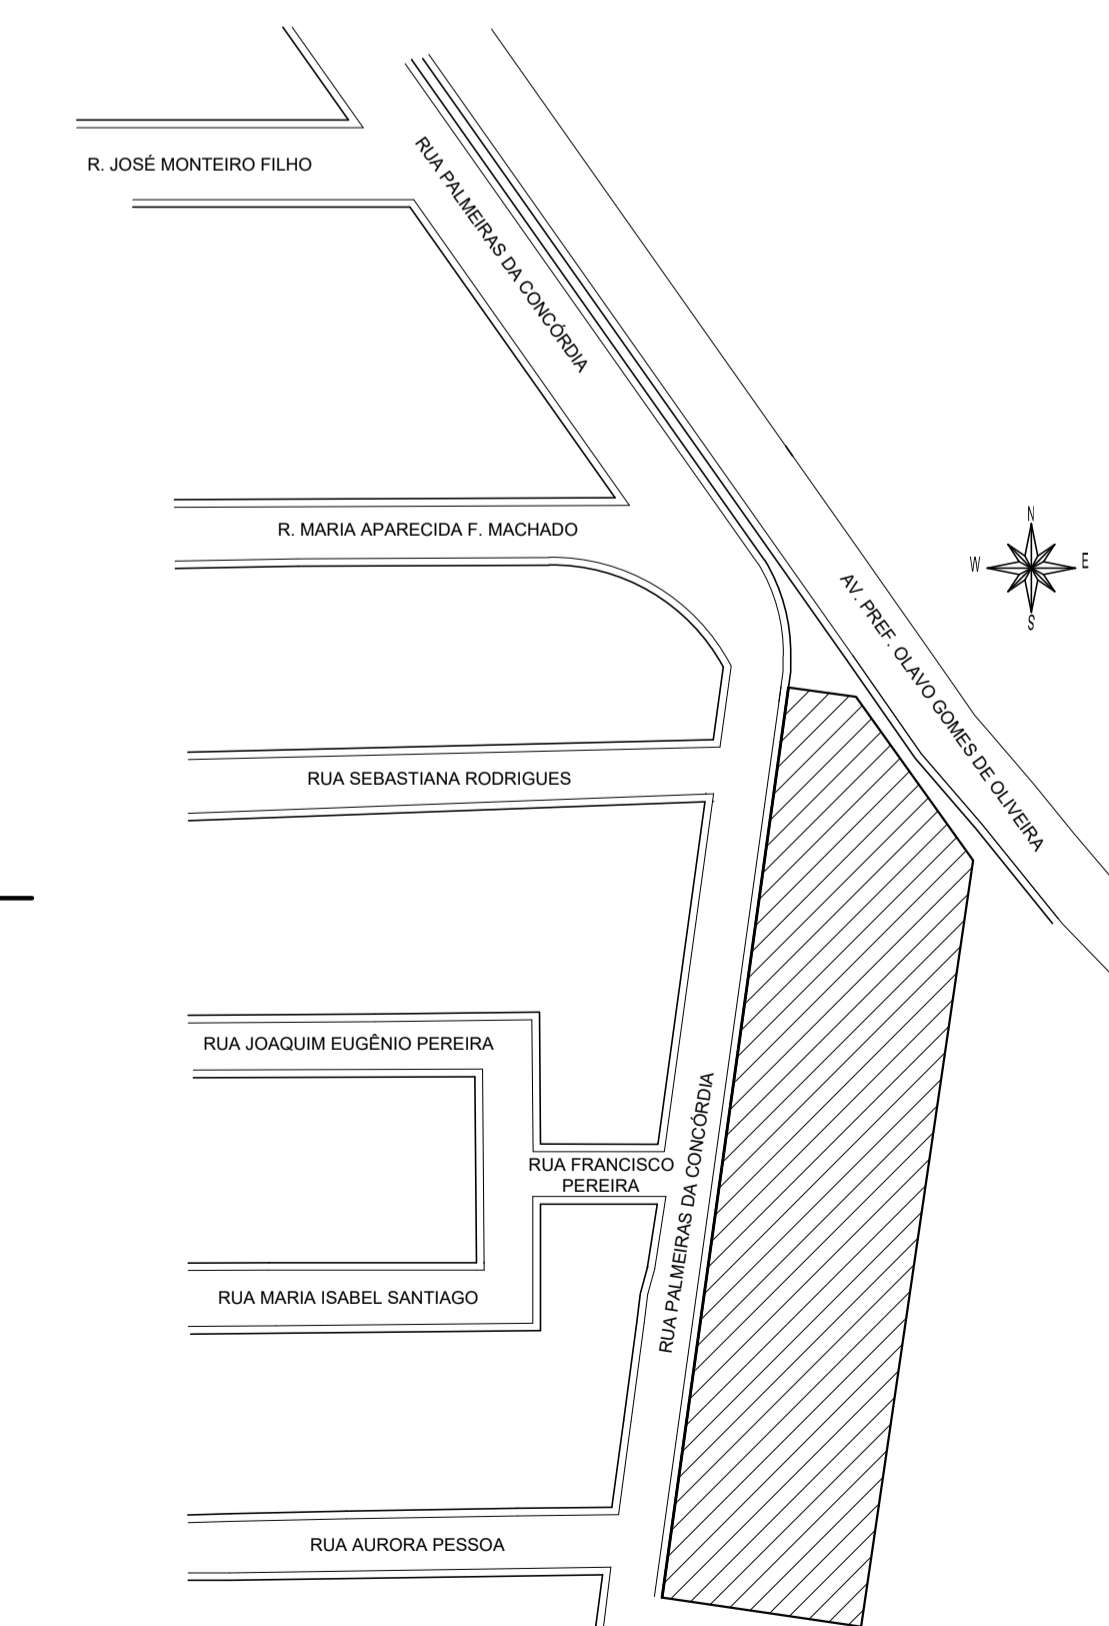 R. JOSÉ MONTEIRO FILHO
RUA PALMEIRAS DA CONCÓRDIA
R. MARIA APARECIDA F. MACHADO
N
W
E
S
AV. PREF. OLAVO GOMES DE OLIVEIRA
RUA SEBASTIANA RODRIGUES
RUA JOAQUIM EUGÊNIO PEREIRA
RUA PALMEIRAS DA CONCÓRDIA
RUA FRANCISCO
PEREIRA
RUA MARIA ISABEL SANTIAGO
RUA AURORA PESSOA